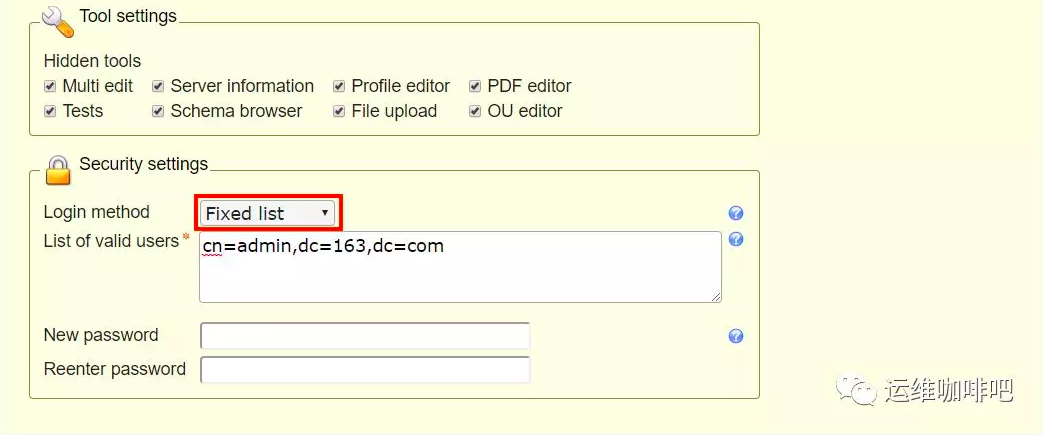 Tool settings
Hidden tools
Multi edit Server information Profile editor PDF editor
Tests Schema browser File upload OU editor
Security settings
Login method Fixed list
List of valid users* cn=admin,dc=163,dc=com
New password
Reenter password
运维咖啡吧